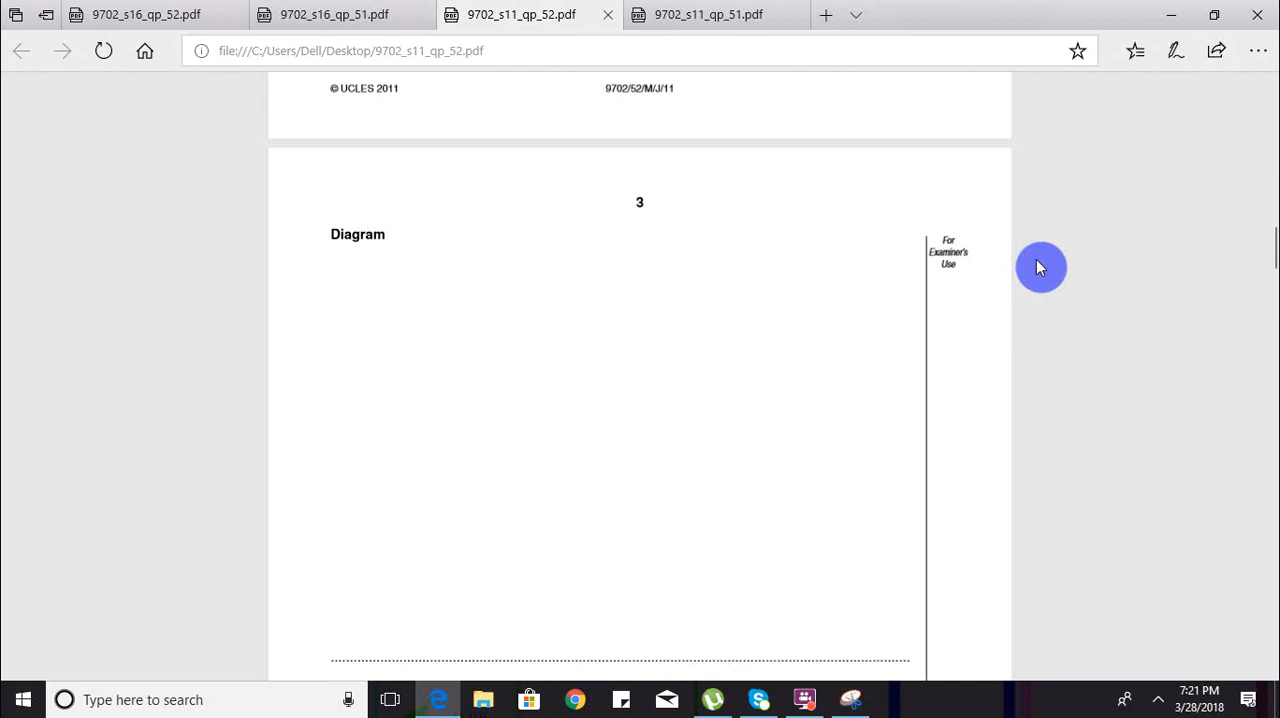 9702_s16_qp_52.pdf
9702_s16_qp_51.pdf
9702_s11_qp_52.pdf
9702_s11_qp_51.pdf
file:///C:/Users/Dell/Desktop/9702_s11_qp_52.pdf
© UCLES 2011
9702/52/M/J/11
3
Diagram
For
Examiner's
Use
Type here to search
7:21 PM
3/28/2018